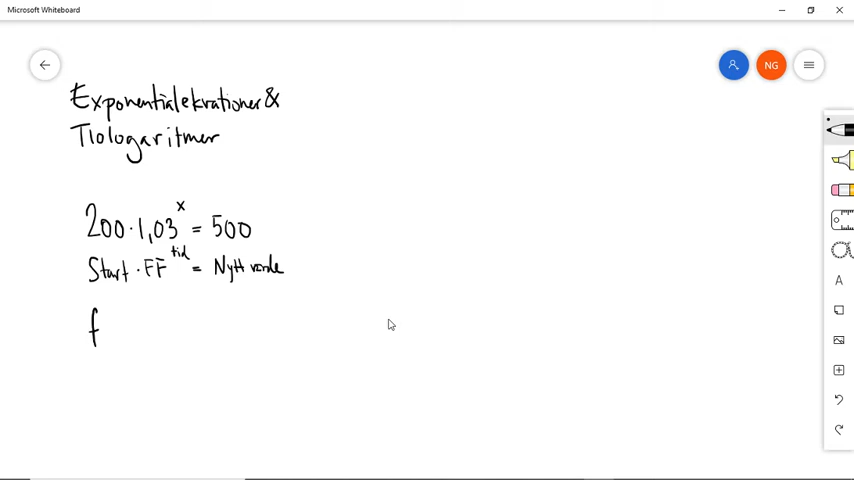 Microsoft Whiteboard
NG
Exponentialekvationer &
Tiologaritmer
200·1,03^x = 500
Start·FF^tid = Nytt värde
f
A